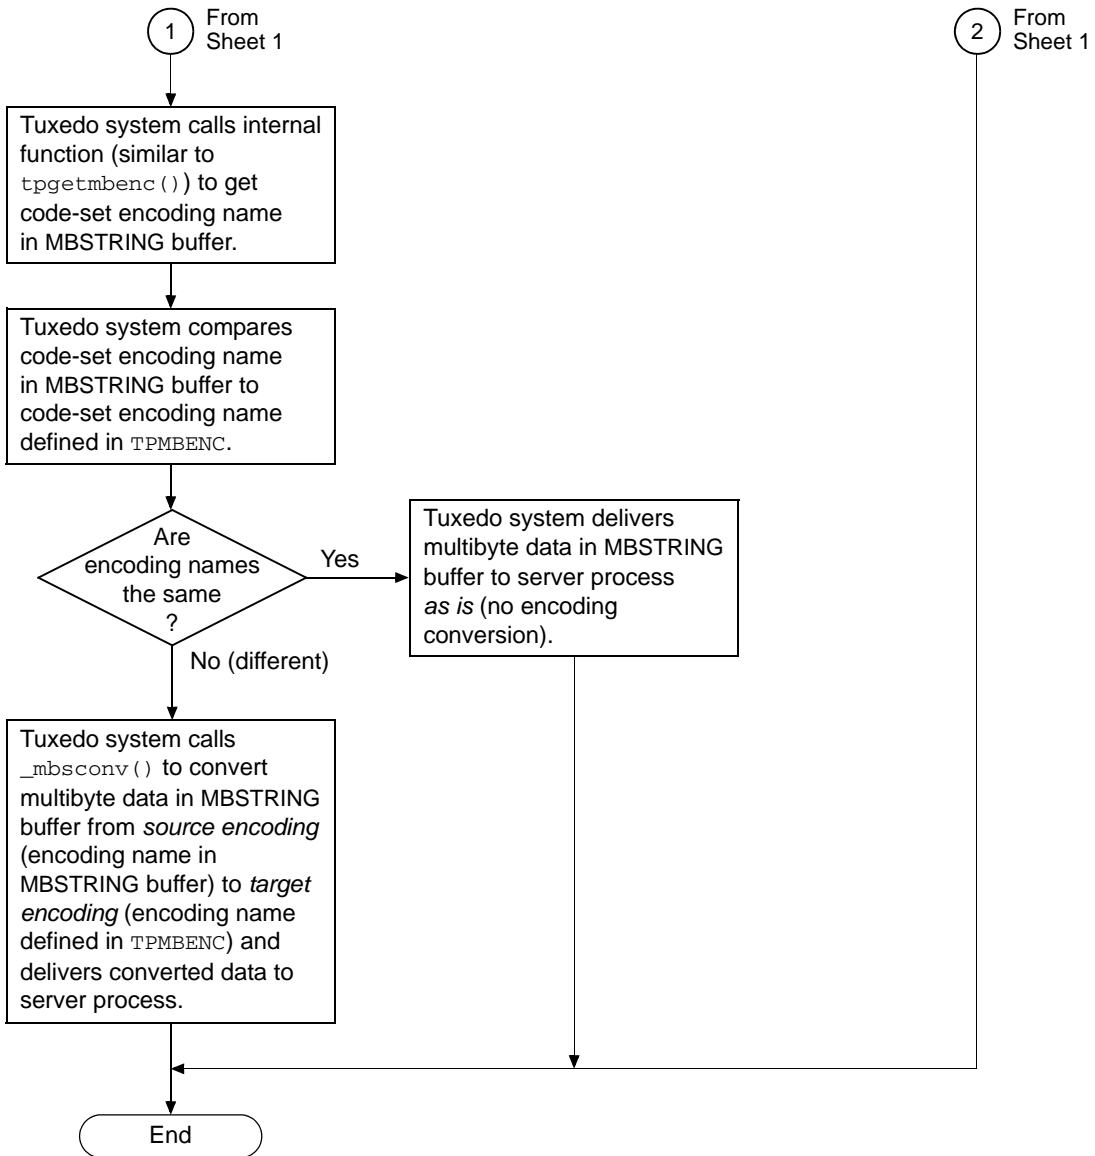 1
From
Sheet 1
2
From
Sheet 1
Tuxedo system calls internal
function (similar to
tpgetmbenc()) to get
code-set encoding name
in MBSTRING buffer.
Tuxedo system compares
code-set encoding name
in MBSTRING buffer to
code-set encoding name
defined in TPMBENC.
Are
encoding names
the same
?
Yes
Tuxedo system delivers
multibyte data in MBSTRING
buffer to server process
as is (no encoding
conversion).
No (different)
Tuxedo system calls
_mbsconv() to convert
multibyte data in MBSTRING
buffer from source encoding
(encoding name in
MBSTRING buffer) to target
encoding (encoding name
defined in TPMBENC) and
delivers converted data to
server process.
End